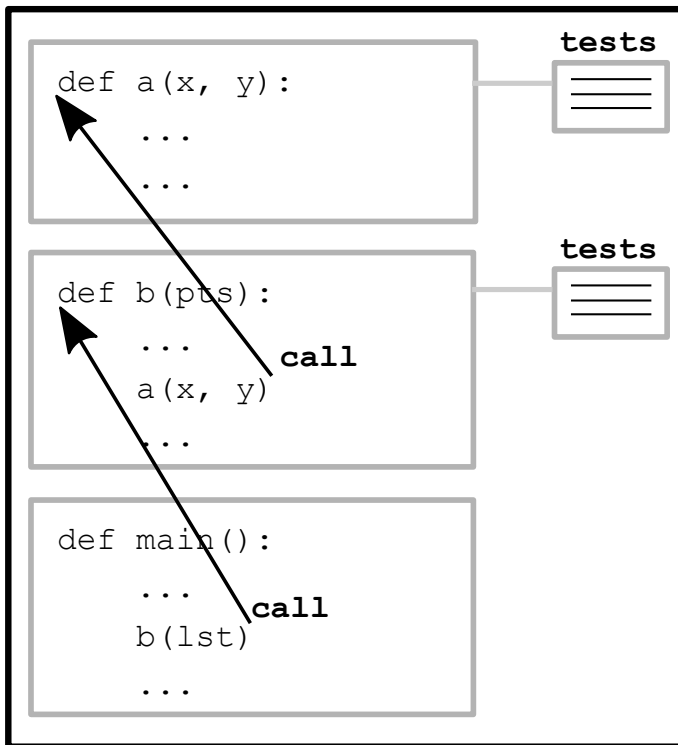 tests
def a(x, y):
...
...
tests
def b(pts):
...
call
a(x, y)
...
def main():
...
call
b(lst)
...